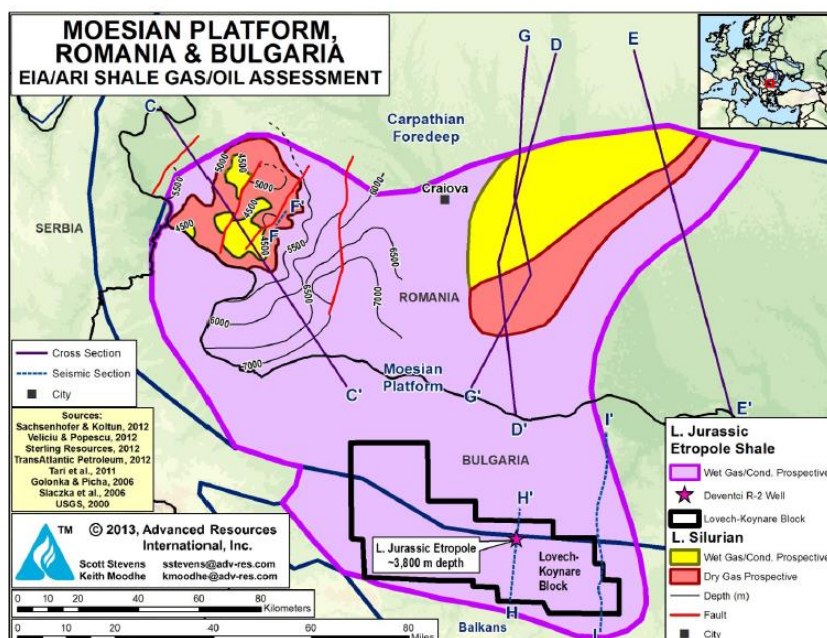 MOESIAN PLATFORM,
ROMANIA & BULGARIA
EIA/ARI SHALE GAS/OIL ASSESSMENT
G
D
E
C
Carpathian
Foredeep
Craiova
5500
5000
4500
5000
4500
4500
4500
F'
F
6000
5500
6500
6500
7000
6000
7000
SERBIA
ROMANIA
Moesian
Platform
C'
G'
D'
E'
I'
BULGARIA
H'
H
I'
Lovech-
Koynare
Block
L. Jurassic Etropole
~3,800 m depth
Balkans
Cross Section
Seismic Section
City
Sources:
Sachsenhofer & Koltun, 2012
Veliciu & Popescu, 2012
Sterling Resources, 2012
TransAtlantic Petroleum, 2012
Tari et al., 2011
Golonka & Picha, 2006
Slaczka et al., 2006
USGS, 2000
TM
© 2013, Advanced Resources
International, Inc.
Scott Stevens sstevens@adv-res.com
Keith Moodhe kmoodhe@adv-res.com
0 20 40 60 80
Kilometers
0 20 40 60 80
Miles
L. Jurassic
Etropole Shale
Wet Gas/Cond. Prospective
Deventci R-2 Well
Lovech-Koynare Block
L. Silurian
Wet Gas/Cond. Prospective
Dry Gas Prospective
Depth (m)
Fault
City